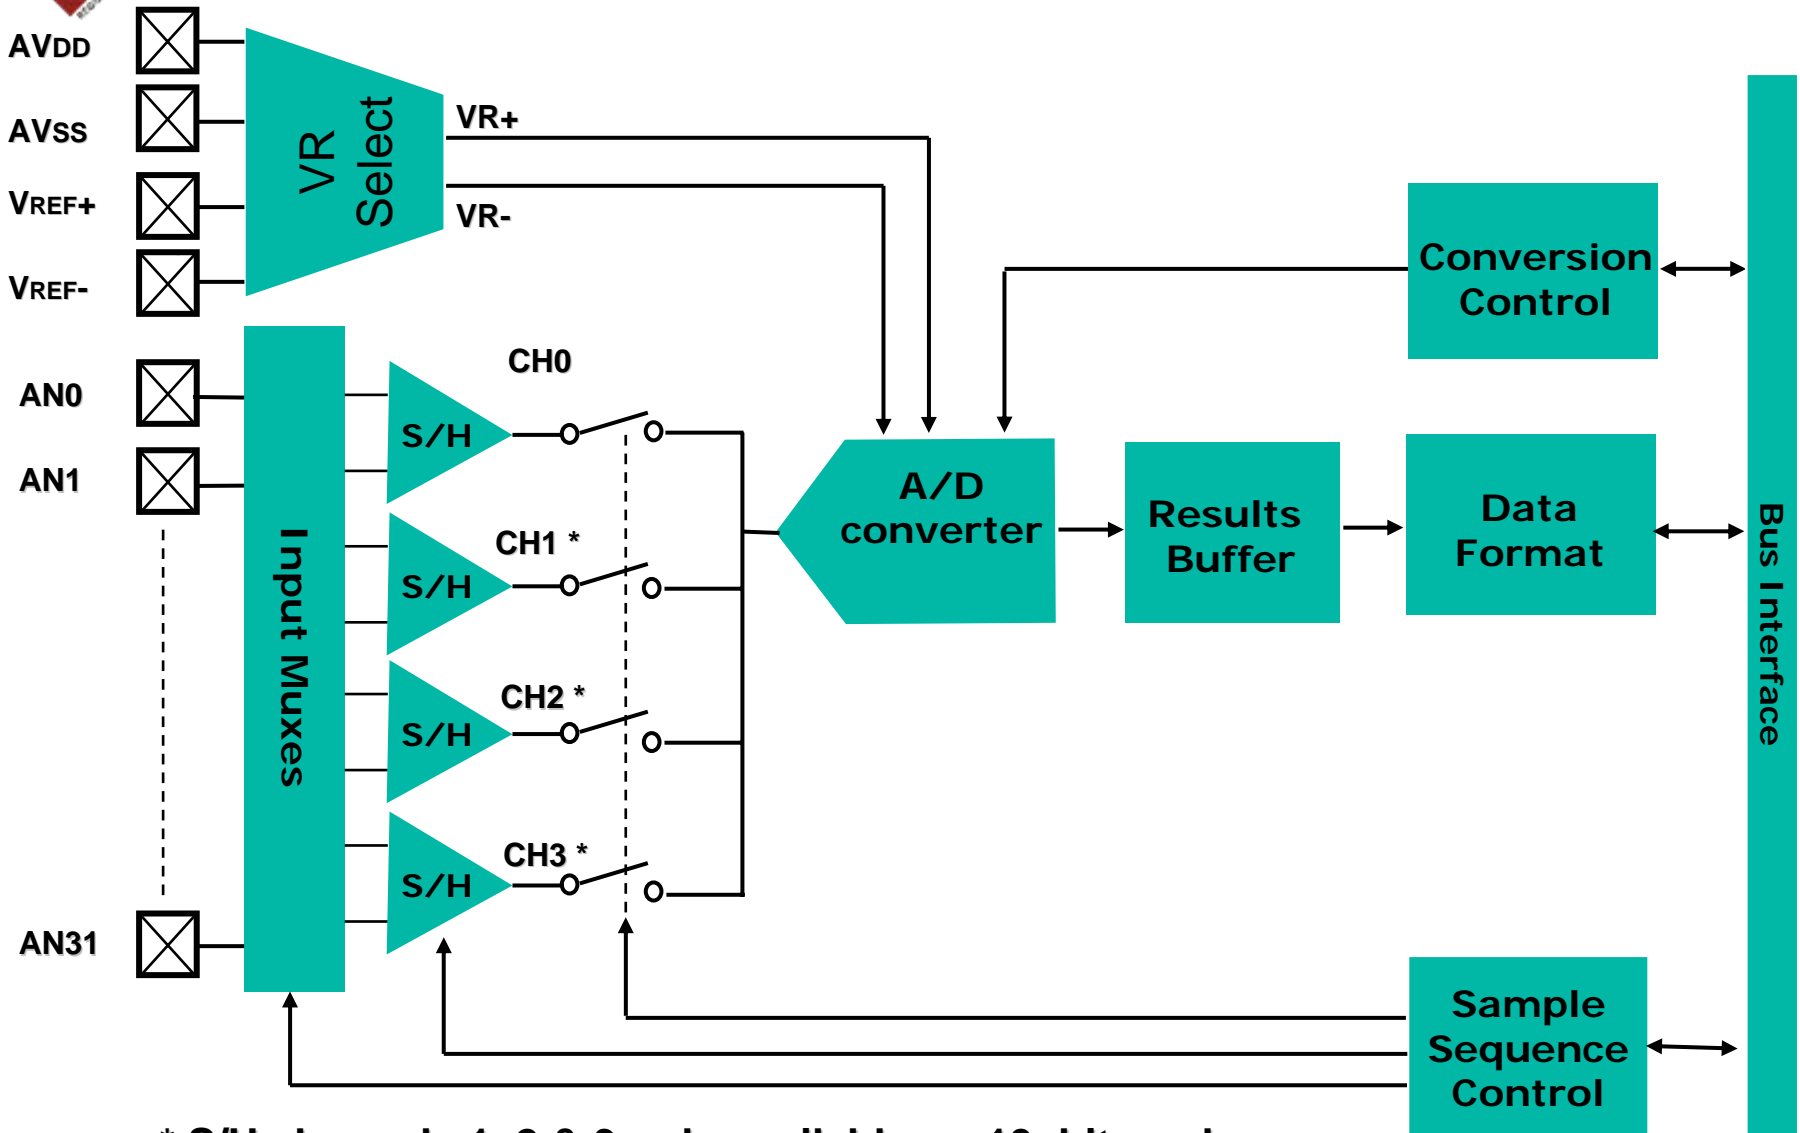 AVDD
AVSS
VREF+
VREF-
VR
Select
VR+
VR-
AN0
AN1
AN31
Input Muxes
S/H
S/H
S/H
S/H
CH0
CH1 *
CH2 *
CH3 *
A/D
converter
Results
Buffer
Data
Format
Conversion
Control
Sample
Sequence
Control
Bus Interface